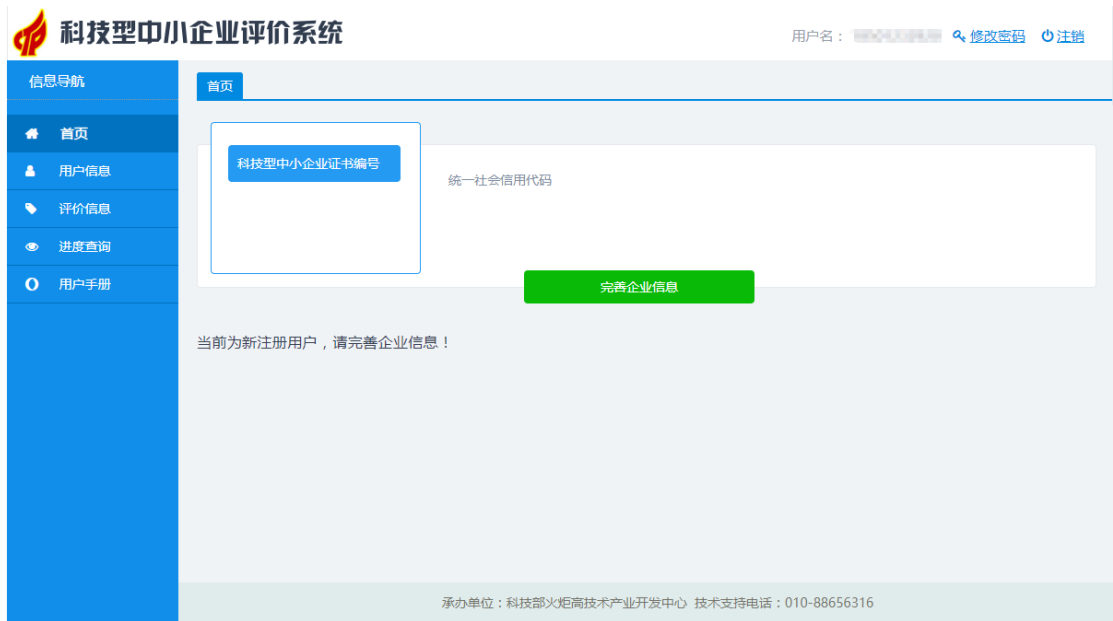 科技型中小企业评价系统
用户名： 修改密码 注销
信息导航
首页
用户信息
评价信息
进度查询
用户手册
首页
科技型中小企业证书编号
统一社会信用代码
完善企业信息
当前为新注册用户，请完善企业信息！
承办单位：科技部火炬高技术产业开发中心 技术支持电话：010-88656316